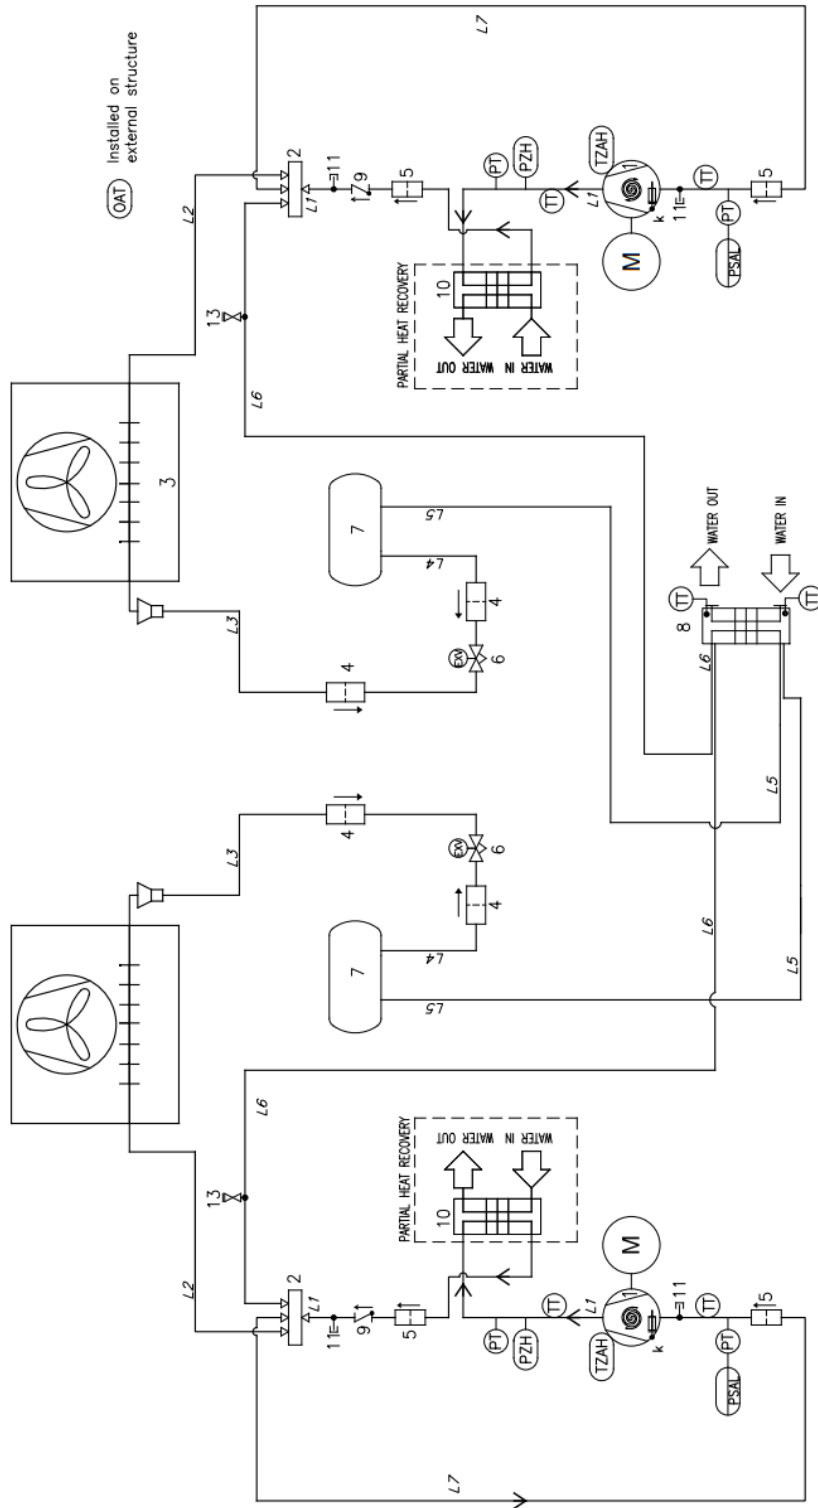 OAT
Installed on
external structure
L7
L2
2
L1
11
9
5
13
L6
3
PT
PZH
TT
L1
TZAH
1
M
k
11
TT
PT
PSAL
5
PARTIAL HEAT RECOVERY
10
WATER OUT
WATER IN
7
L5
L4
4
EXV
6
L3
4
WATER OUT
WATER IN
TT
TT
8
L6
L5
L3
4
EXV
6
4
7
L4
L5
L6
L5
L6
13
L2
2
L1
11
9
5
PARTIAL HEAT RECOVERY
10
WATER OUT
WATER IN
PT
PZH
TT
L1
TZAH
1
M
k
11
TT
PT
PSAL
5
L7